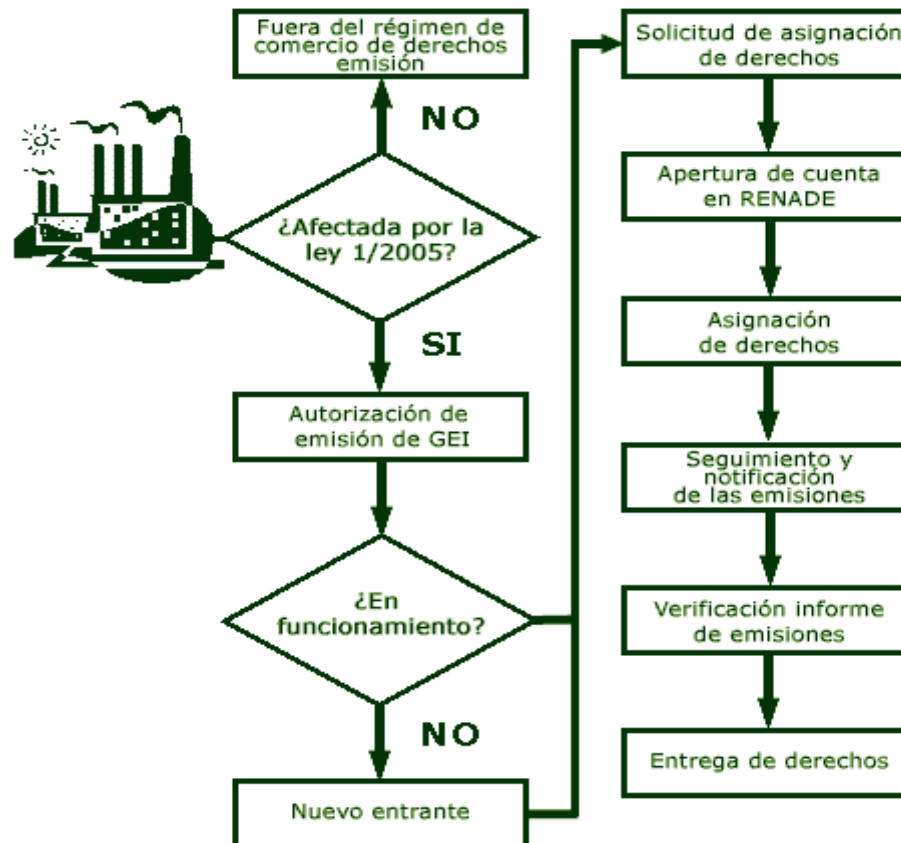 Fuera del régimen de
comercio de derechos
emisión
NO
¿Afectada por la
ley 1/2005?
SI
Autorización de
emisión de GEI
¿En
funcionamiento?
NO
Nuevo entrante
Solicitud de asignación
de derechos
Apertura de cuenta
en RENADE
Asignación
de derechos
Seguimiento y
notificación
de las emisiones
Verificación informe
de emisiones
Entrega de derechos